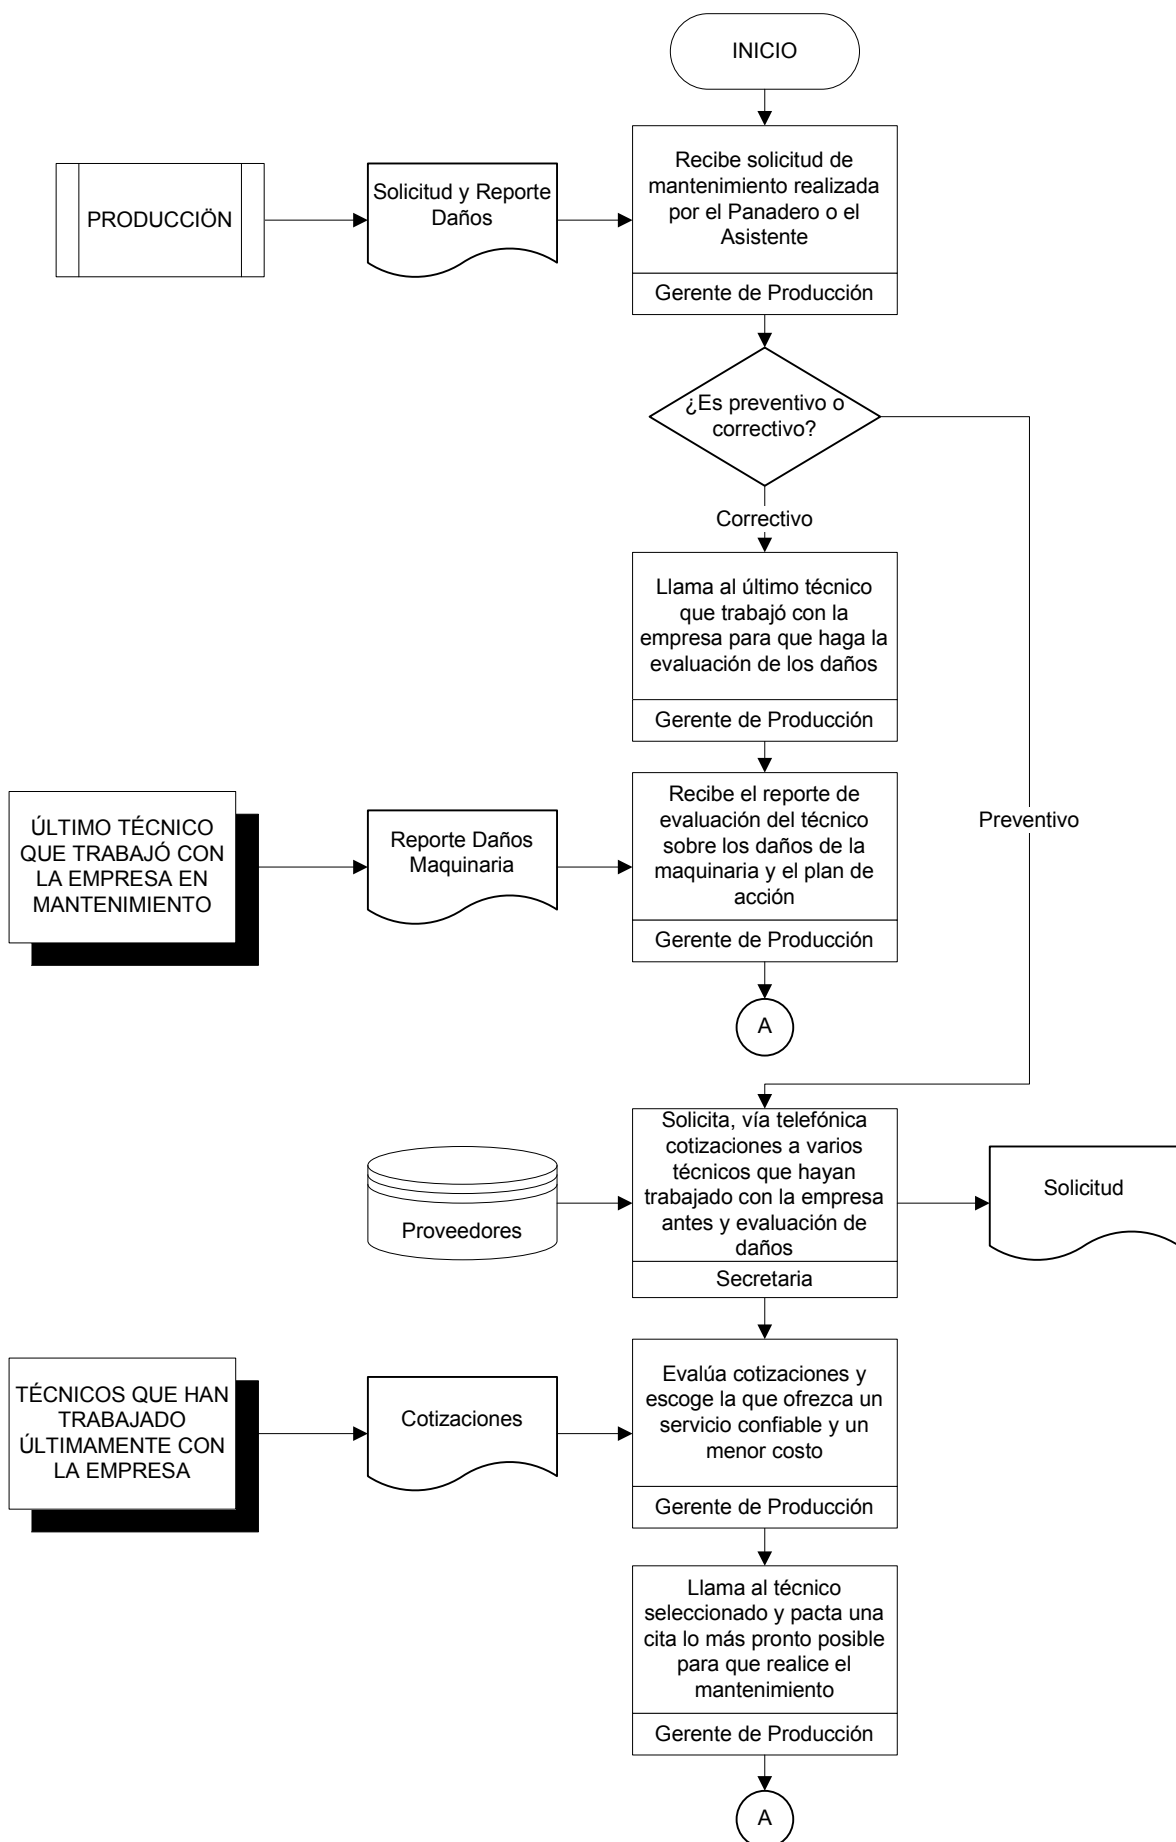 INICIO
PRODUCCIÖN
Solicitud y Reporte
Daños
Recibe solicitud de
mantenimiento realizada
por el Panadero o el
Asistente
Gerente de Producción
¿Es preventivo o
correctivo?
Correctivo
Llama al último técnico
que trabajó con la
empresa para que haga la
evaluación de los daños
Gerente de Producción
Preventivo
ÚLTIMO TÉCNICO
QUE TRABAJÓ CON
LA EMPRESA EN
MANTENIMIENTO
Reporte Daños
Maquinaria
Recibe el reporte de
evaluación del técnico
sobre los daños de la
maquinaria y el plan de
acción
Gerente de Producción
A
Proveedores
Solicita, vía telefónica
cotizaciones a varios
técnicos que hayan
trabajado con la empresa
antes y evaluación de
daños
Secretaria
Solicitud
TÉCNICOS QUE HAN
TRABAJADO
ÚLTIMAMENTE CON
LA EMPRESA
Cotizaciones
Evalúa cotizaciones y
escoge la que ofrezca un
servicio confiable y un
menor costo
Gerente de Producción
Llama al técnico
seleccionado y pacta una
cita lo más pronto posible
para que realice el
mantenimiento
Gerente de Producción
A